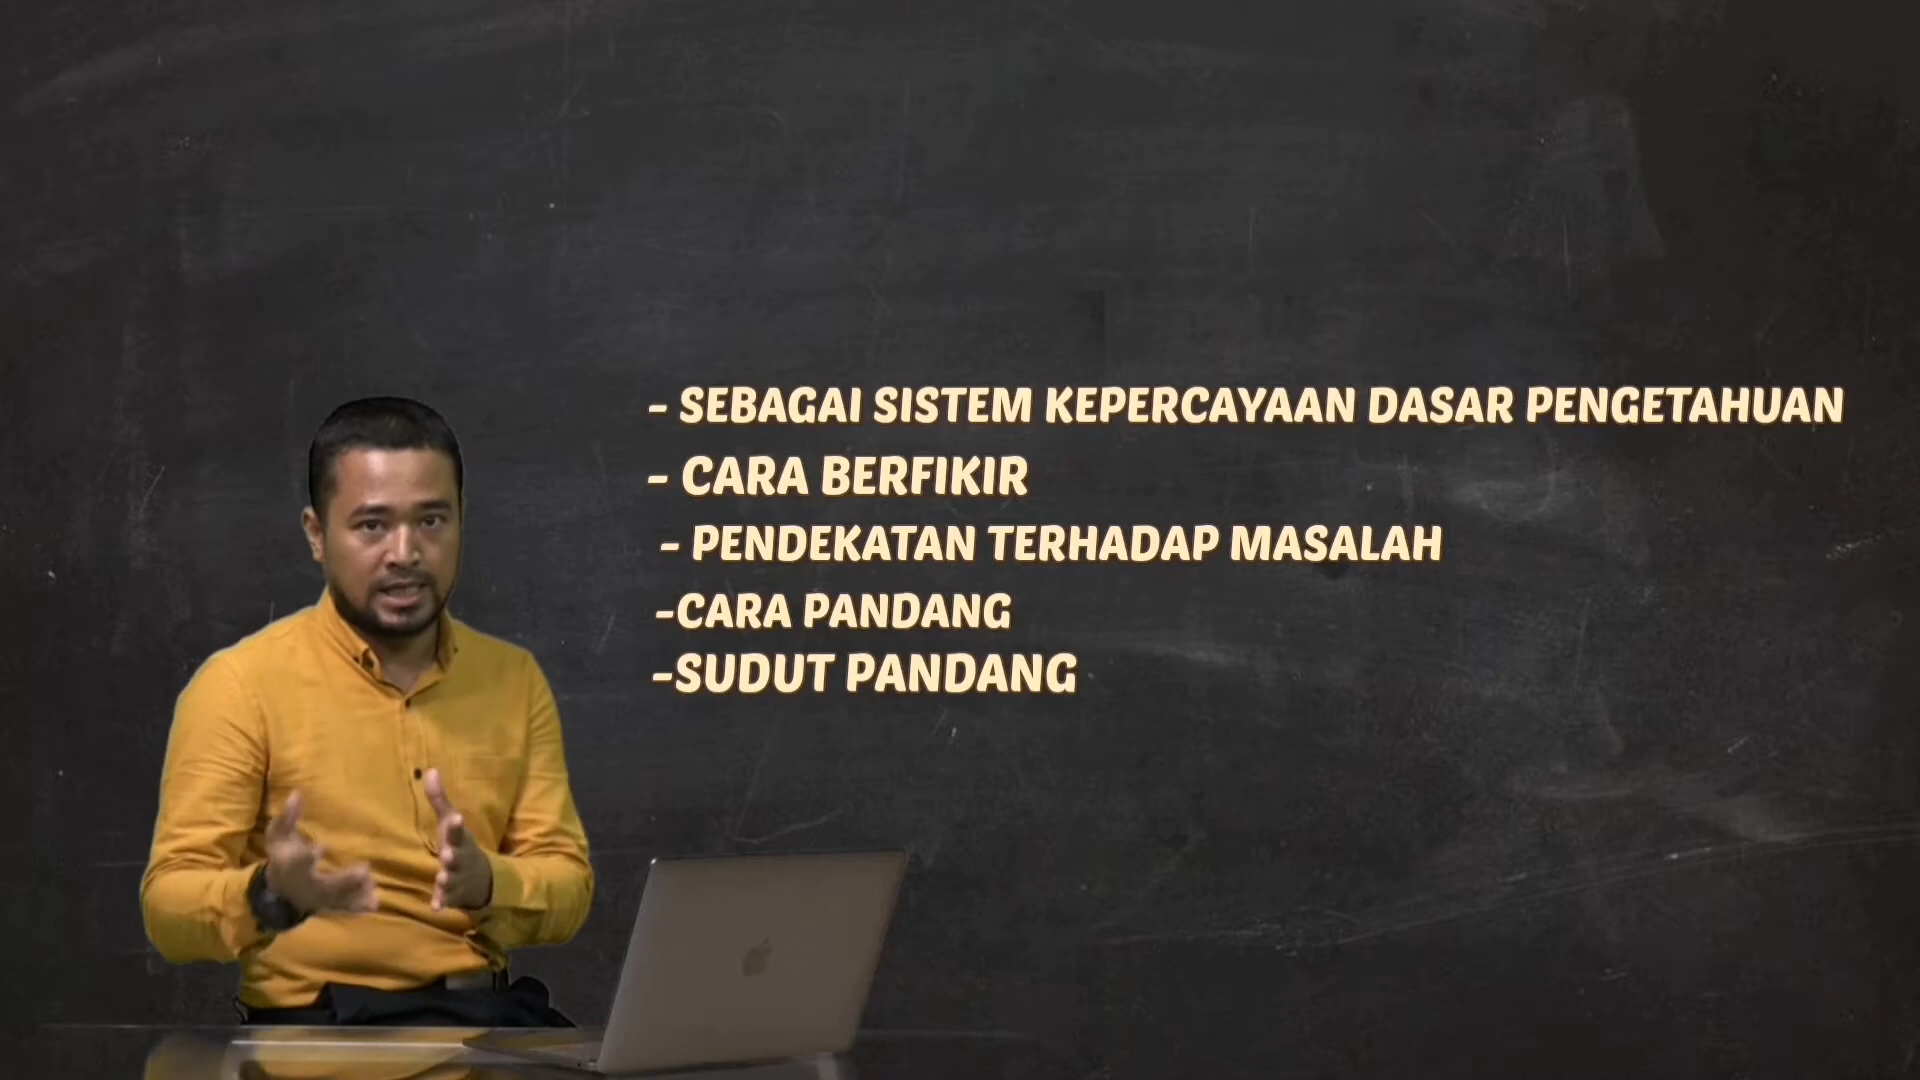 - SEBAGAI SISTEM KEPERCAYAAN DASAR PENGETAHUAN
- CARA BERFIKIR
- PENDEKATAN TERHADAP MASALAH
-CARA PANDANG
-SUDUT PANDANG